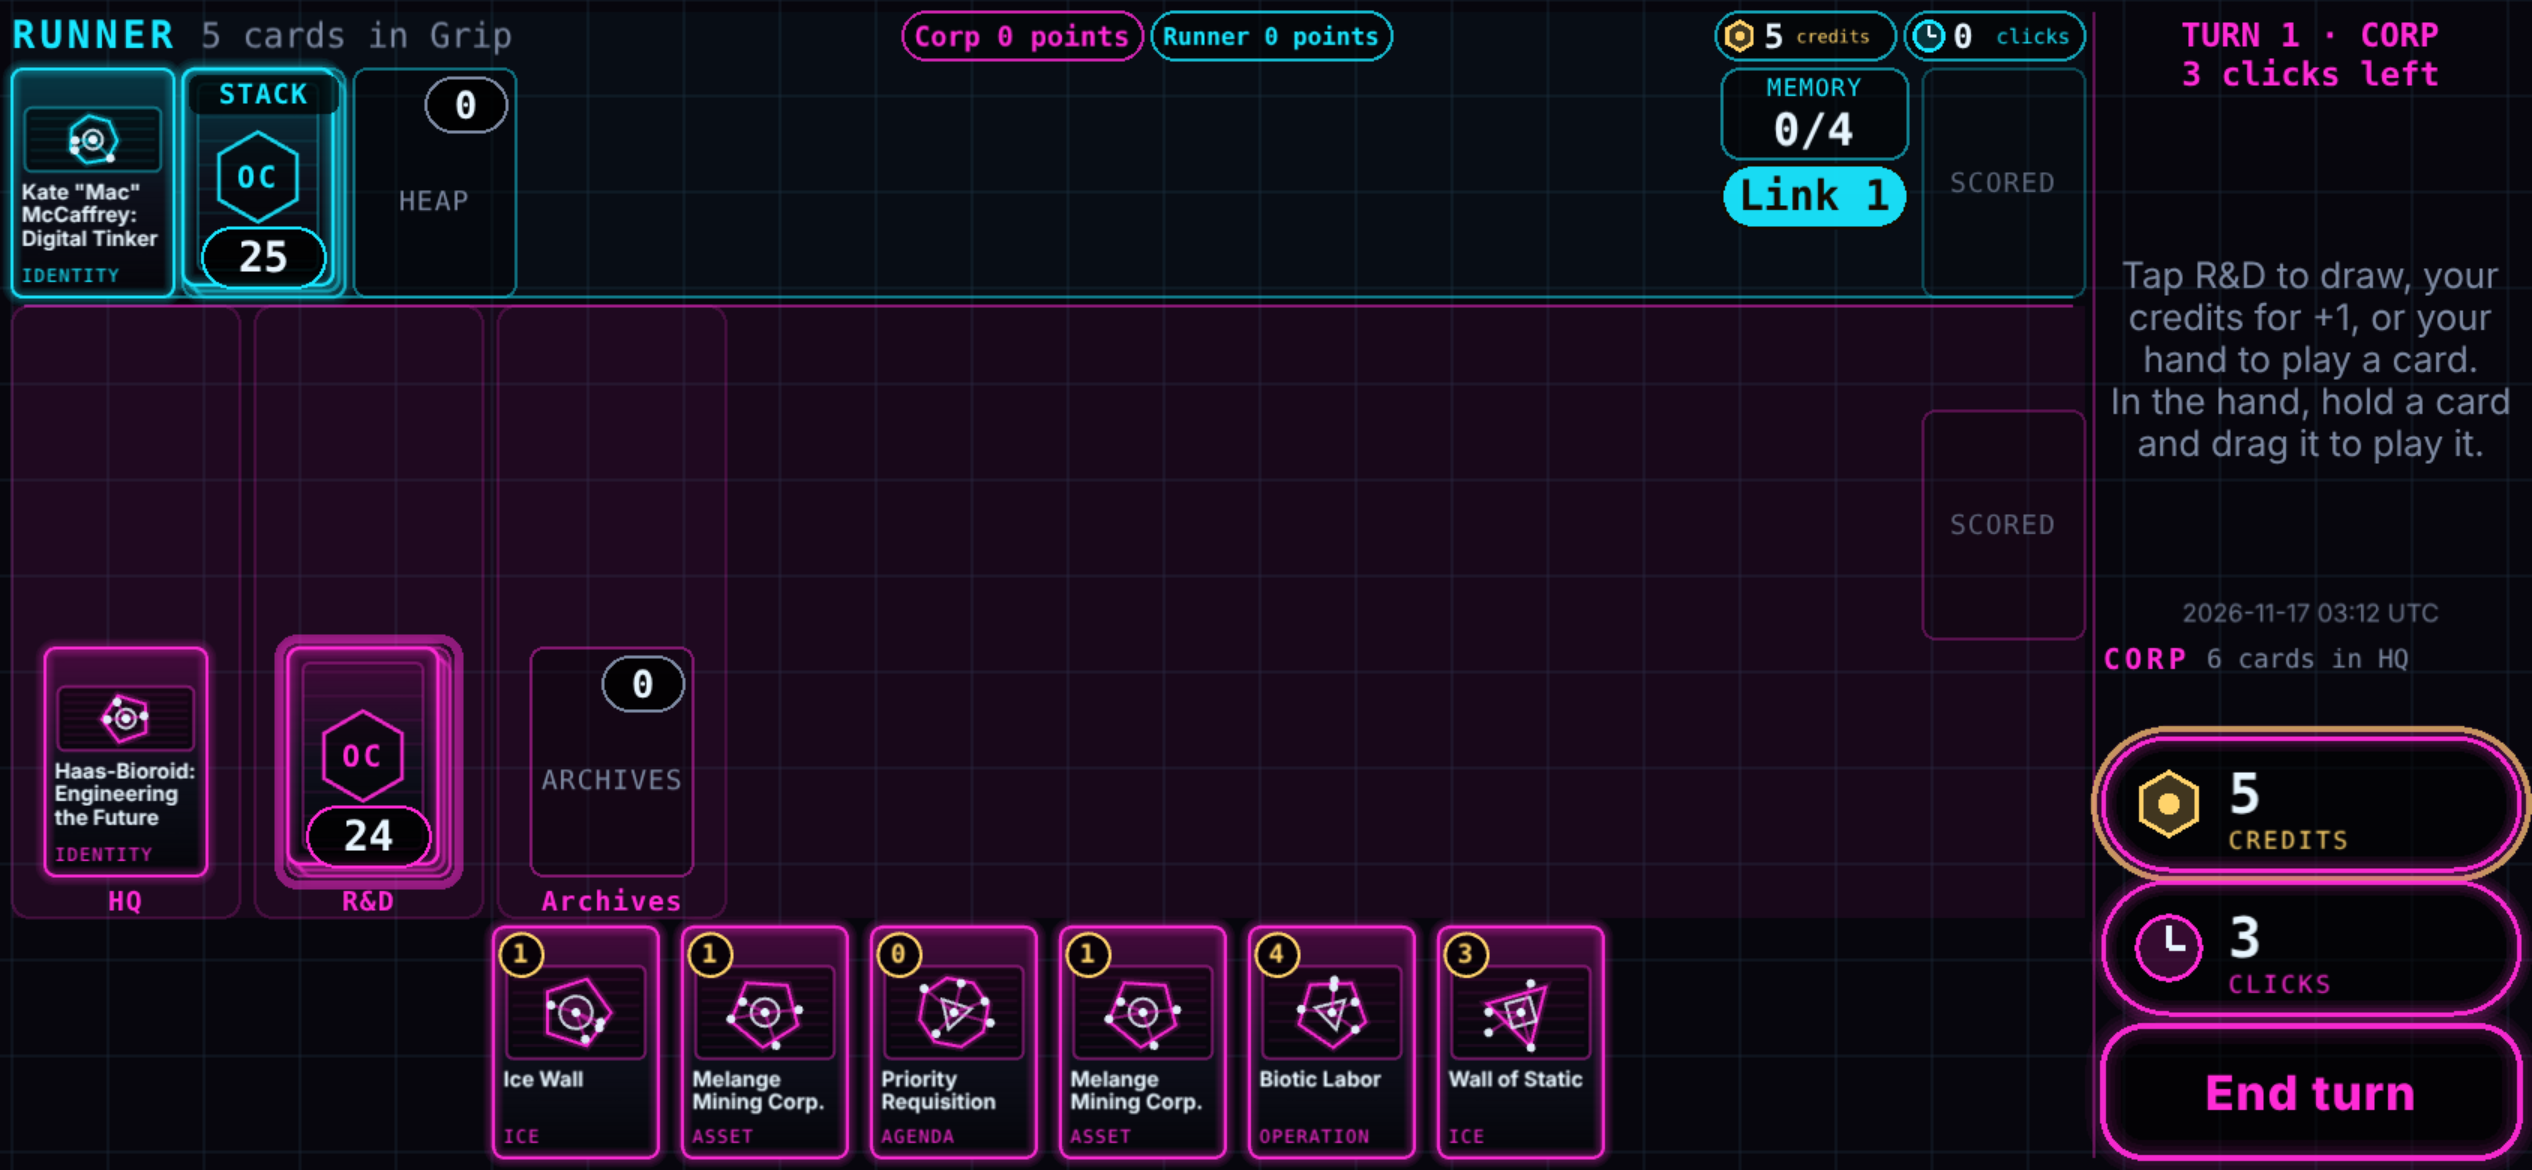 RUNNER 5 cards in Grip
Corp 0 points
Runner 0 points
5 credits
0 clicks
TURN 1 · CORP
3 clicks left
Kate "Mac"
McCaffrey:
Digital Tinker
IDENTITY
STACK
OC
25
0
HEAP
MEMORY
0/4
Link 1
SCORED
Tap R&D to draw, your
credits for +1, or your
hand to play a card.
In the hand, hold a card
and drag it to play it.
SCORED
2026-11-17 03:12 UTC
CORP 6 cards in HQ
Haas-Bioroid:
Engineering
the Future
IDENTITY
HQ
OC
24
R&D
0
ARCHIVES
Archives
5
CREDITS
3
CLICKS
End turn
1
Ice Wall
ICE
1
Melange
Mining Corp.
ASSET
0
Priority
Requisition
AGENDA
1
Melange
Mining Corp.
ASSET
4
Biotic Labor
OPERATION
3
Wall of Static
ICE